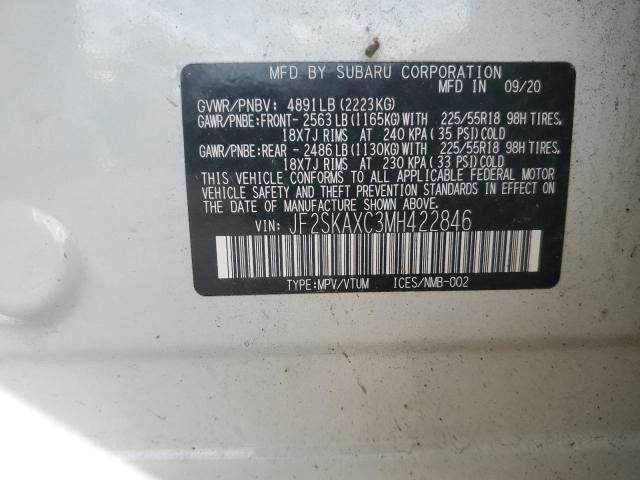 MFD BY SUBARU CORPORATION
MFD IN 09/20
GVWR/PNBV: 4891LB(2223KG)
GAWR/PNBE:FRONT- 2563LB(1165KG)WITH 225/55R18 98H TIRES.
18X7J RIMS AT 240 KPA(35 PSI)COLD
GAWR/PNBE:REAR - 2486LB(1130KG)WITH 225/55R18 98H TIRES.
18X7J RIMS AT 230 KPA(33 PSI)COLD
THIS VEHICLE CONFORMS TO ALL APPLICABLE FEDERAL MOTOR
VEHICLE SAFETY AND THEFT PREVENTION STANDARDS IN EFFECT
ON THE DATE OF MANUFACTURE SHOWN ABOVE.
VIN: JF2SKAXC3MH422846
TYPE:MPV/VTUM ICES/NMB-002